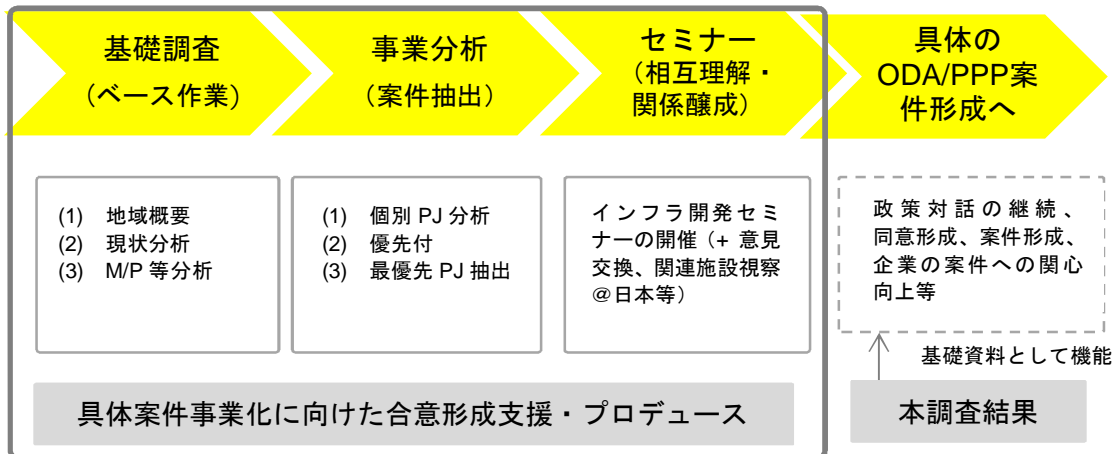 基礎調査
（ベース作業）
事業分析
（案件抽出）
セミナー
（相互理解・
関係醸成）
具体の
ODA/PPP案
件形成へ
(1) 地域概要
(2) 現状分析
(3) M/P 等分析
(1) 個別 PJ 分析
(2) 優先付
(3) 最優先 PJ 抽出
インフラ開発セミ
ナーの開催（+ 意見
交換、関連施設視察
＠日本等）
政策対話の継続、
同意形成、案件形成、
企業の案件への関心
向上等
基礎資料として機能
具体案件事業化に向けた合意形成支援・プロデュース
本調査結果